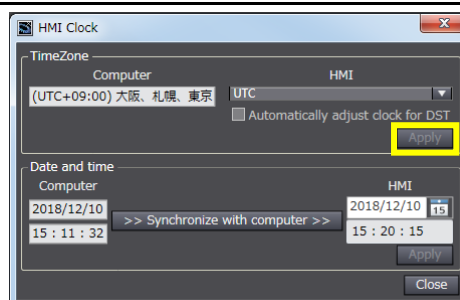 HMI Clock
TimeZone
Computer HMI
(UTC+09:00) 大阪、札幌、東京 UTC
Automatically adjust clock for DST
Apply
Date and time
Computer HMI
2018/12/10 >> Synchronize with computer >> 2018/12/10 15
15 : 11 : 32 15 : 20 : 15
Apply
Close